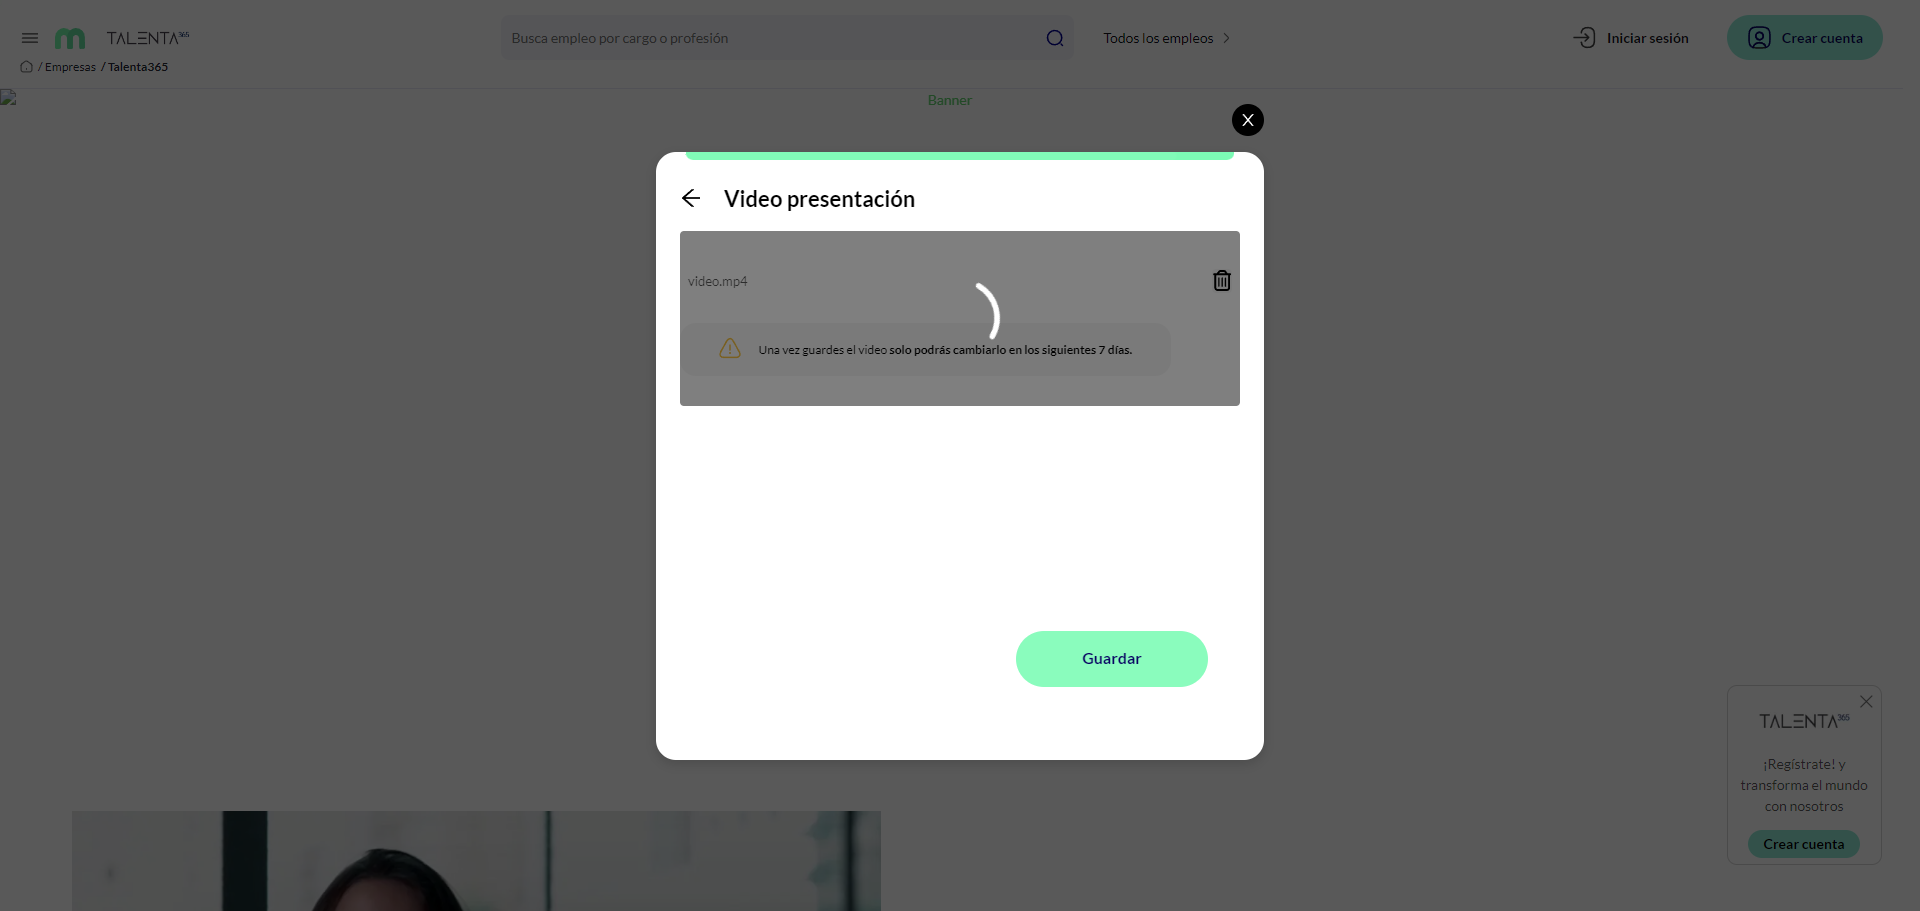 TALENTA365
Busca empleo por cargo o profesión
Todos los empleos
Iniciar sesión
Crear cuenta
/ Empresas / Talenta365
Banner
X
Video presentación
video.mp4
Una vez guardes el video solo podrás cambiarlo en los siguientes 7 días.
Guardar
TALENTA365
¡Regístrate! y
transforma el mundo
con nosotros
Crear cuenta